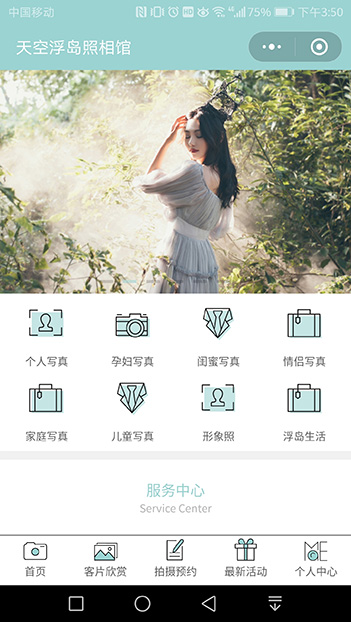 中国移动
HD 4G 75% 下午3:50
天空浮岛照相馆
个人写真 孕妇写真 闺蜜写真 情侣写真
家庭写真 儿童写真 形象照 浮岛生活
服务中心
Service Center
ME
首页 客片欣赏 拍摄预约 最新活动 个人中心